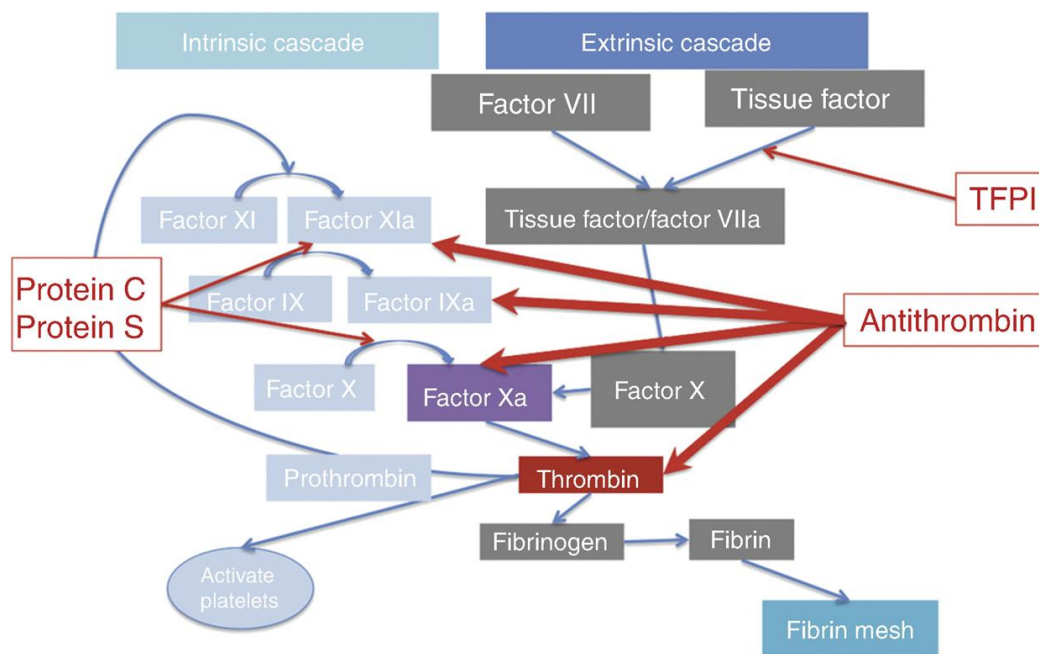 Intrinsic cascade
Extrinsic cascade
Factor VII
Tissue factor
TFPI
Factor XI
Factor XIa
Tissue factor/factor VIIa
Protein C
Protein S
Factor IX
Factor IXa
Antithrombin
Factor X
Factor Xa
Factor X
Prothrombin
Thrombin
Fibrinogen
Fibrin
Activate
platelets
Fibrin mesh